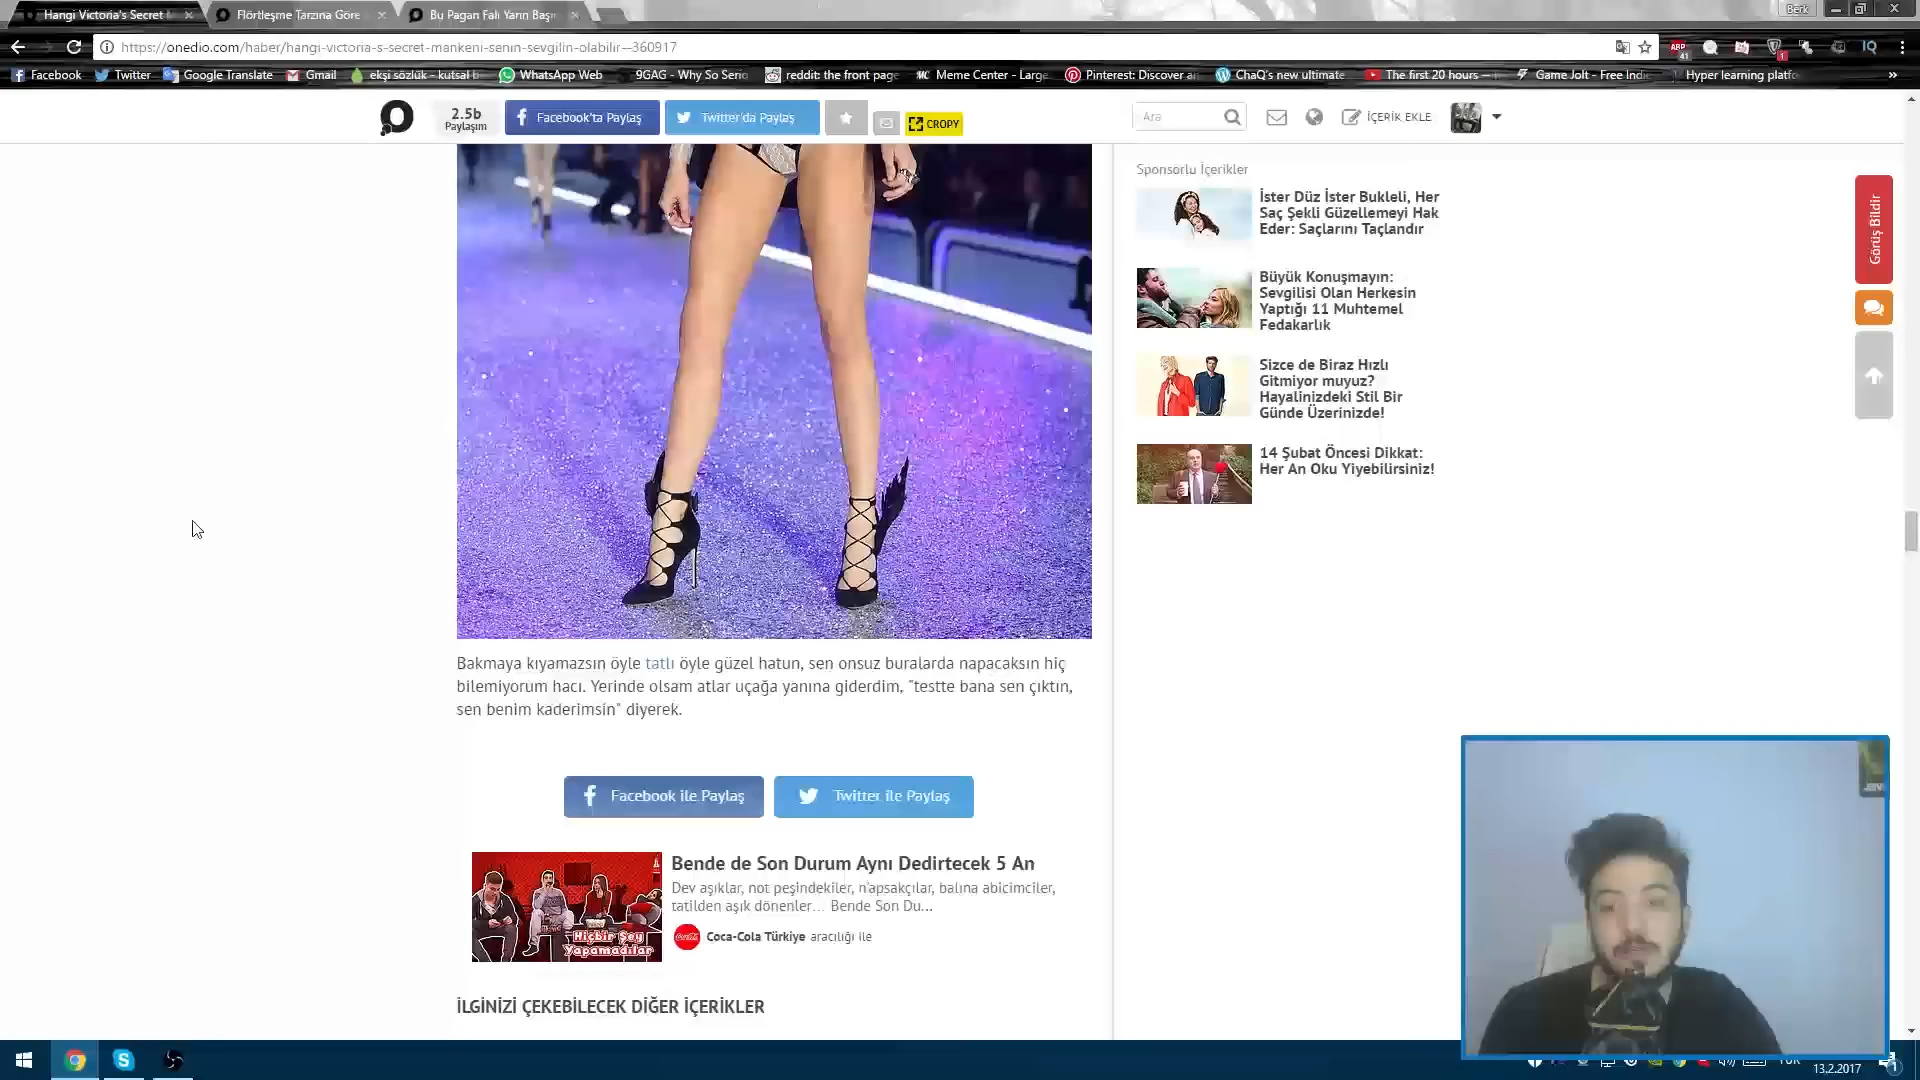 Hangi Victoria's Secret
Flörtleşme Tarzına Göre
Bu Pagan Falı Yarın Başı
Berk
https://onedio.com/haber/hangi-victoria-s-secret-mankeni-senin-sevgilin-olabilir--360917
ABP
41
1
IQ
Facebook
Twitter
Google Translate
Gmail
ekşi sözlük - kutsal b
WhatsApp Web
9GAG - Why So Serio
reddit: the front page
Meme Center - Large
Pinterest: Discover an
ChaQ's new ultimate
The first 20 hours --
Game Jolt - Free Indie
Hyper learning platfo
»
2.5b
Paylaşım
Facebook'ta Paylaş
Twitter'da Paylaş
CROPY
Ara
İÇERİK EKLE
Sponsorlu İçerikler
İster Düz İster Bukleli, Her
Saç Şekli Güzellemeyi Hak
Eder: Saçlarını Taçlandır
Büyük Konuşmayın:
Sevgilisi Olan Herkesin
Yaptığı 11 Muhtemel
Fedakarlık
Sizce de Biraz Hızlı
Gitmiyor muyuz?
Hayalinizdeki Stil Bir
Günde Üzerinizde!
14 Şubat Öncesi Dikkat:
Her An Oku Yiyebilirsiniz!
Görüş Bildir
Bakmaya kıyamazsın öyle tatlı öyle güzel hatun, sen onsuz buralarda napacaksın hiç
bilemiyorum hacı. Yerinde olsam atlar uçağa yanına giderdim, "testte bana sen çıktın,
sen benim kaderimsin" diyerek.
Facebook ile Paylaş
Twitter ile Paylaş
Hiçbir Şey
Yapamadılar
Bende de Son Durum Aynı Dedirtecek 5 An
Dev aşıklar, not peşindekiler, n'apsakçılar, balina abicimciler,
tatilden aşık dönenler... Bende Son Du...
Coca-Cola Türkiye aracılığı ile
İLGİNİZİ ÇEKEBİLECEK DİĞER İÇERİKLER
TUR
13.2.2017
1